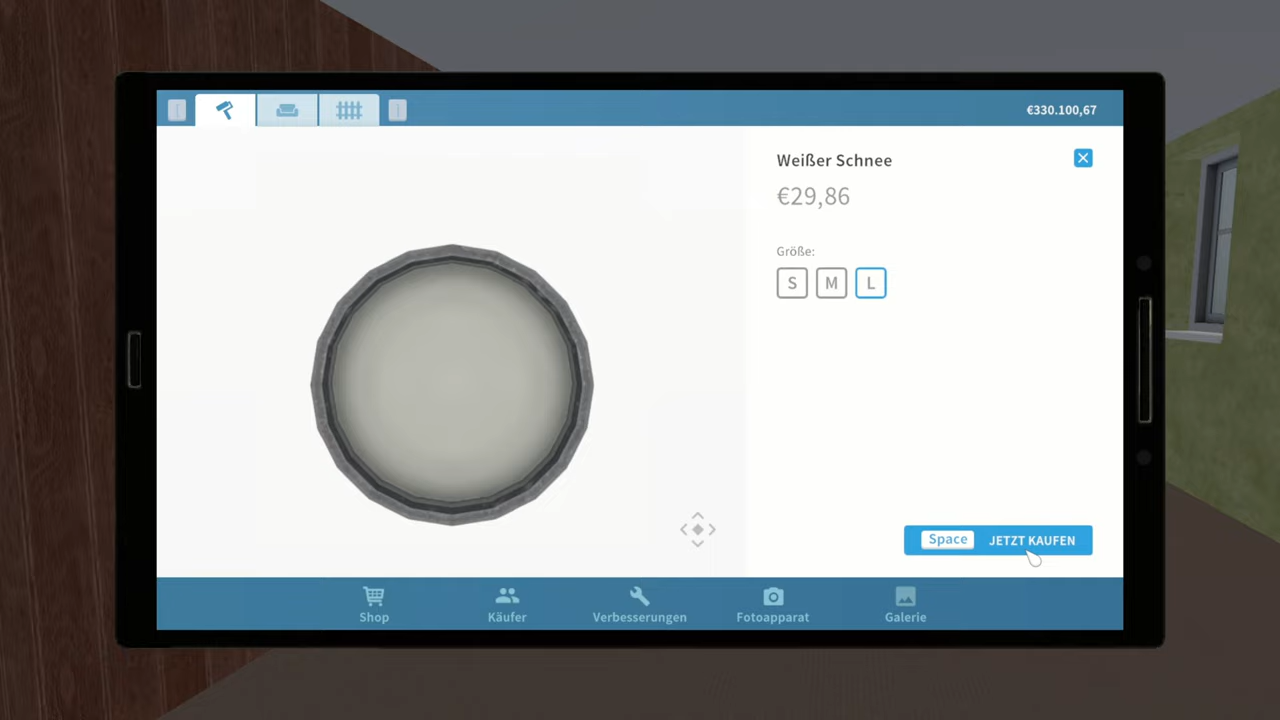 €330.100,67
Weißer Schnee
€29,86
Größe:
S M L
Space JETZT KAUFEN
Shop Käufer Verbesserungen Fotoapparat Galerie